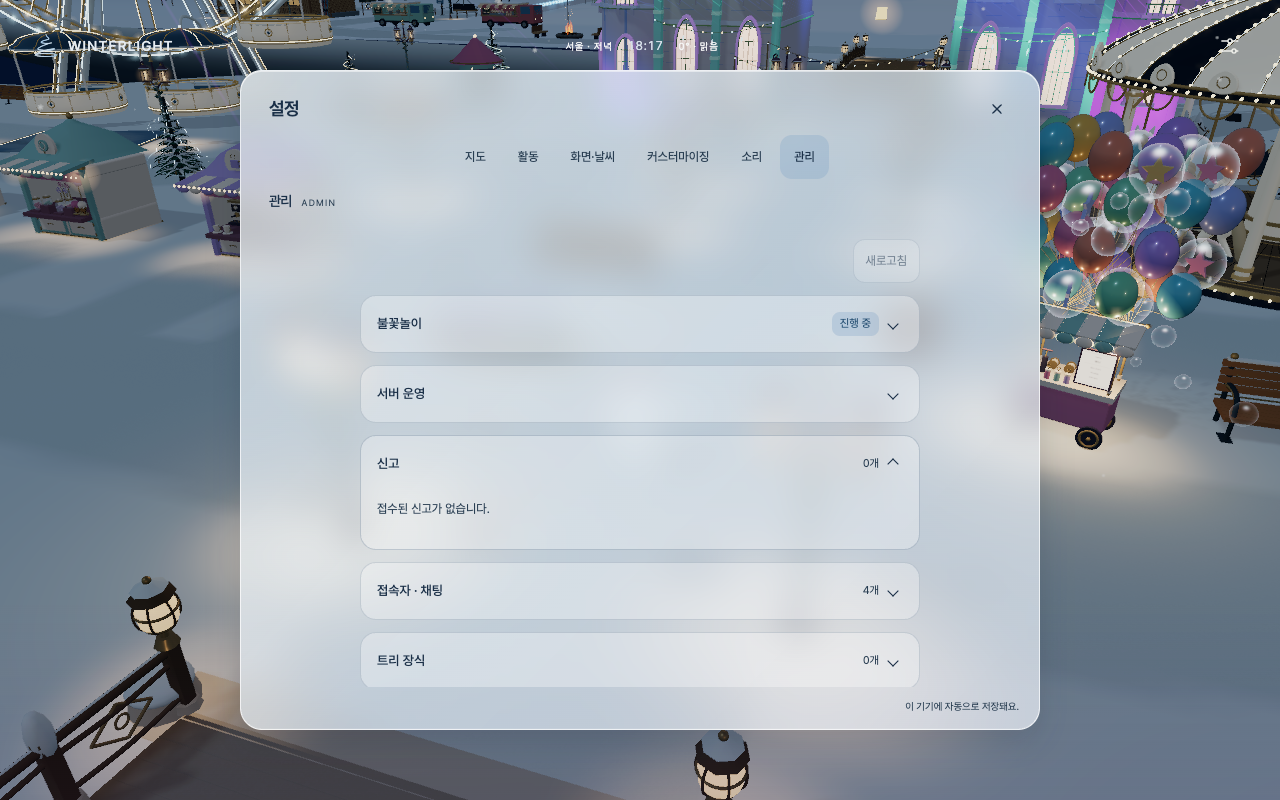 WINTERLIGHT
서울 · 저녁 18:17 맑음
설정
지도 활동 화면·날씨 커스터마이징 소리 관리
관리 ADMIN
새로고침
불꽃놀이 진행 중
서버 운영
신고 0개
접수된 신고가 없습니다.
접속자 · 채팅 4개
트리 장식 0개
이 기기에 자동으로 저장돼요.